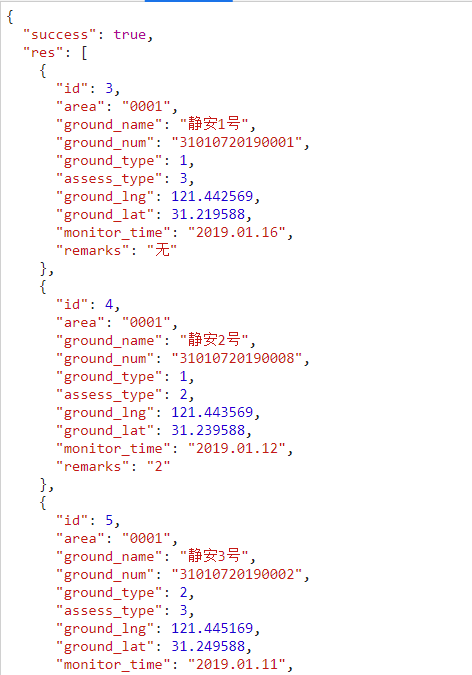 {
"success": true,
"res": [
{
"id": 3,
"area": "0001",
"ground_name": "静安1号",
"ground_num": "31010720190001",
"ground_type": 1,
"assess_type": 3,
"ground_lng": 121.442569,
"ground_lat": 31.219588,
"monitor_time": "2019.01.16",
"remarks": "无"
},
{
"id": 4,
"area": "0001",
"ground_name": "静安2号",
"ground_num": "31010720190008",
"ground_type": 1,
"assess_type": 2,
"ground_lng": 121.443569,
"ground_lat": 31.239588,
"monitor_time": "2019.01.12",
"remarks": "2"
},
{
"id": 5,
"area": "0001",
"ground_name": "静安3号",
"ground_num": "31010720190002",
"ground_type": 2,
"assess_type": 3,
"ground_lng": 121.445169,
"ground_lat": 31.249588,
"monitor_time": "2019.01.11",